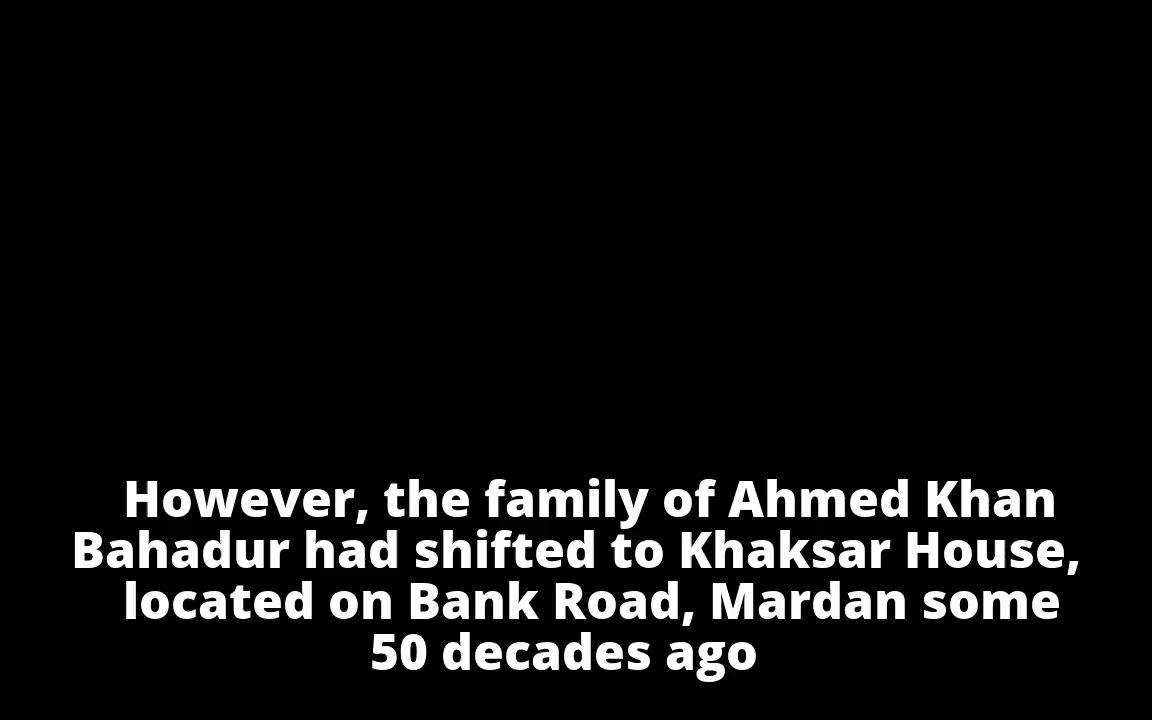 However, the family of Ahmed Khan
Bahadur had shifted to Khaksar House,
located on Bank Road, Mardan some
50 decades ago